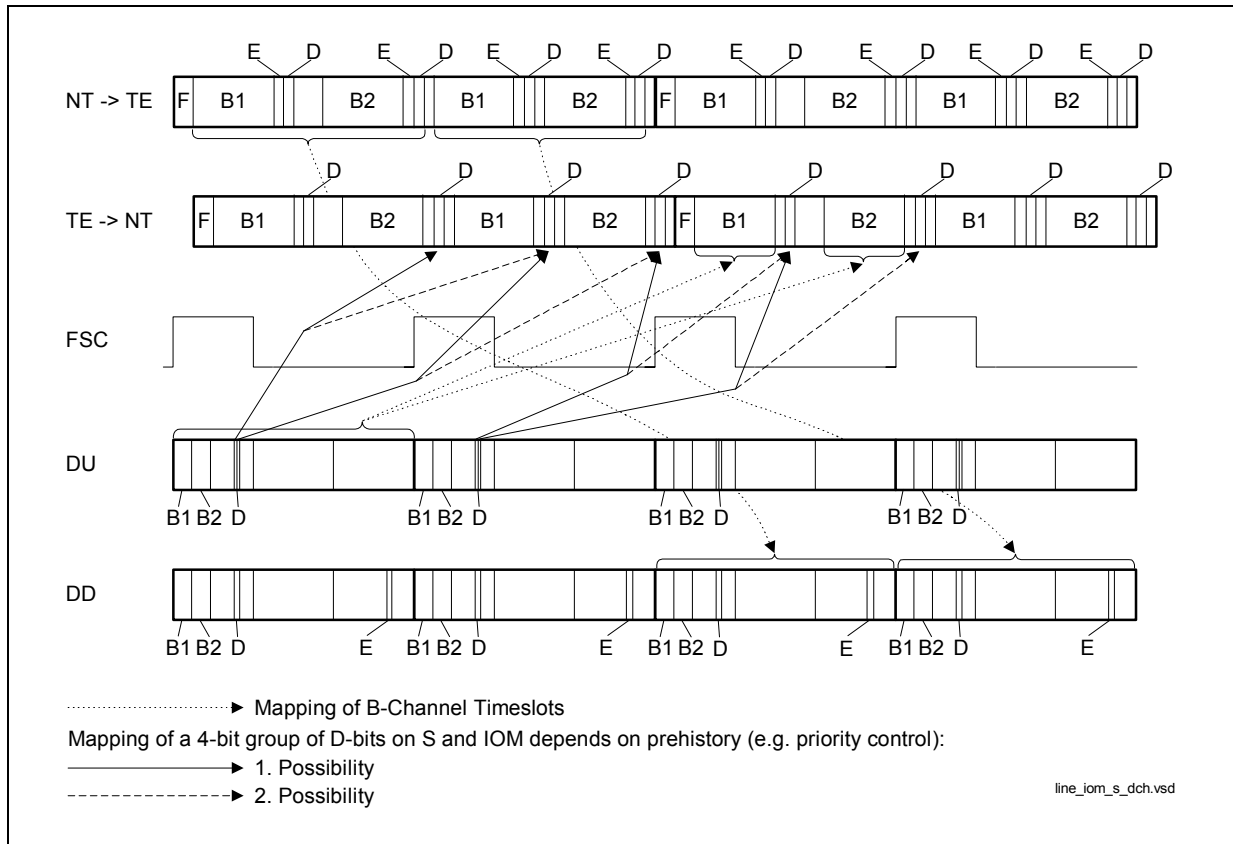 E D E D E D E D E D E D E D E D
NT -> TE F B1 B2 B1 B2 F B1 B2 B1 B2
D D D D D D D D
TE -> NT F B1 B2 B1 B2 F B1 B2 B1 B2
FSC
DU
B1 B2 D B1 B2 D B1 B2 D B1 B2 D
DD
B1 B2 D E B1 B2 D E B1 B2 D E B1 B2 D E
Mapping of B-Channel Timeslots
Mapping of a 4-bit group of D-bits on S and IOM depends on prehistory (e.g. priority control):
1. Possibility
2. Possibility
line_iom_s_dch.vsd